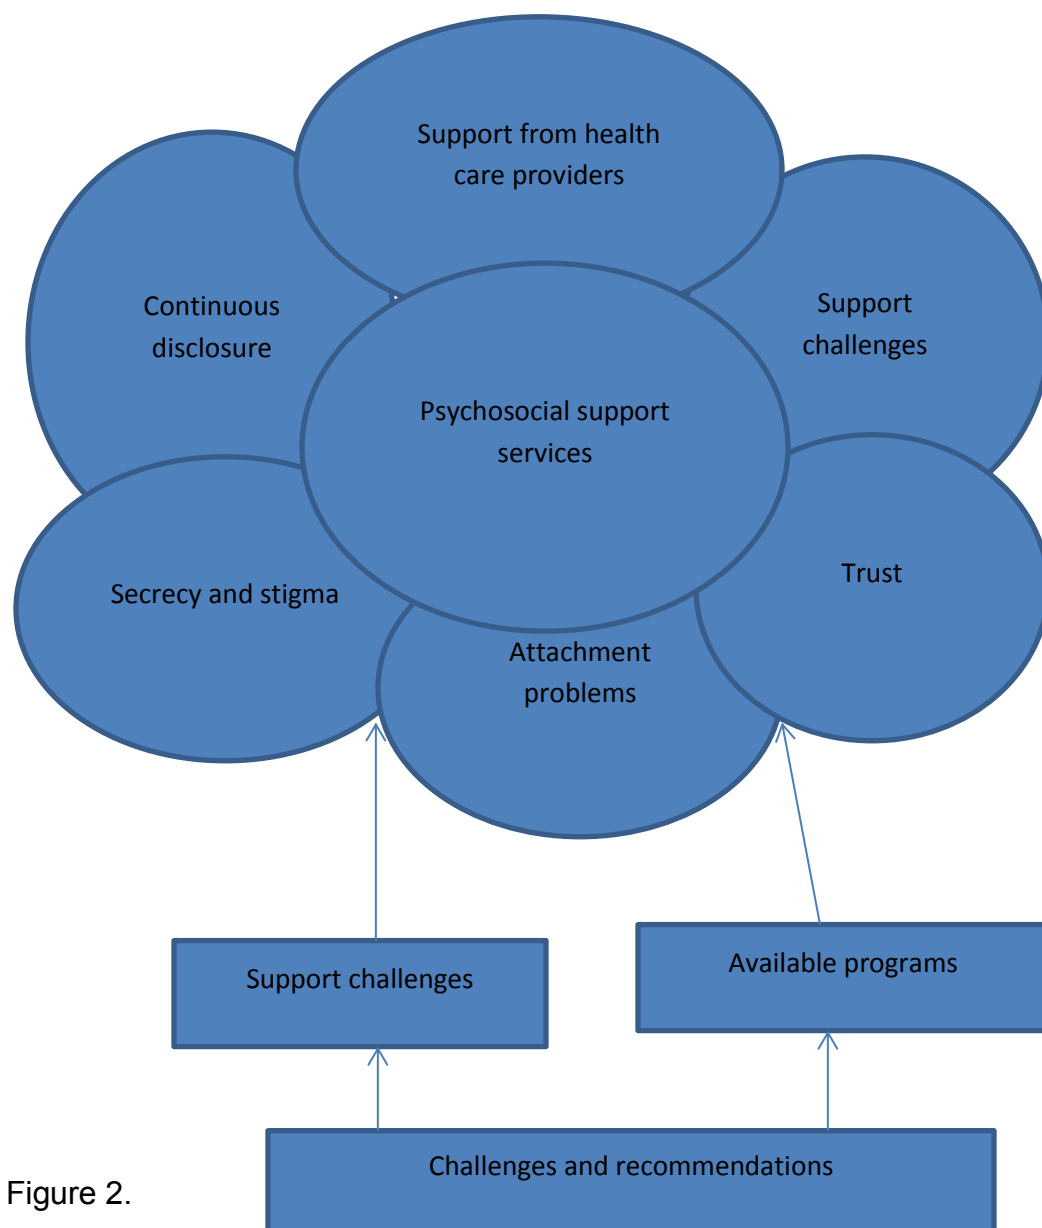 Support from health
care providers
Continuous
disclosure
Support
challenges
Psychosocial support
services
Secrecy and stigma
Trust
Attachment
problems
Support challenges
Available programs
Challenges and recommendations
Figure 2.